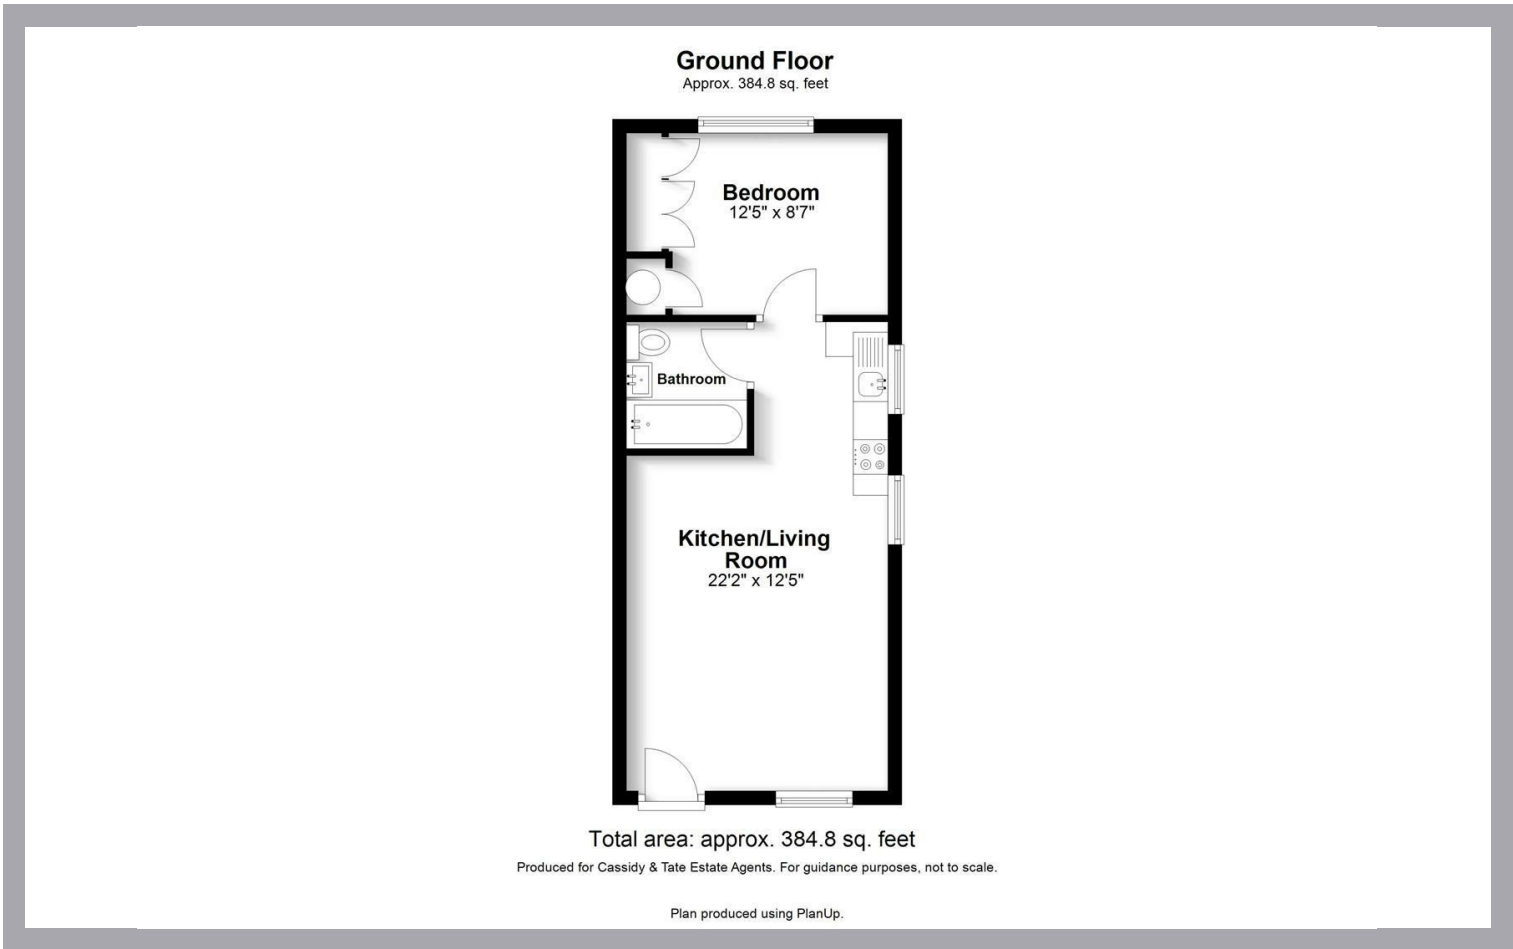 Ground Floor
Approx. 384.8 sq. feet
Bedroom
12'5" x 8'7"
Bathroom
Kitchen/Living
Room
22'2" x 12'5"
Total area: approx. 384.8 sq. feet
Produced for Cassidy & Tate Estate Agents. For guidance purposes, not to scale.
Plan produced using PlanUp.